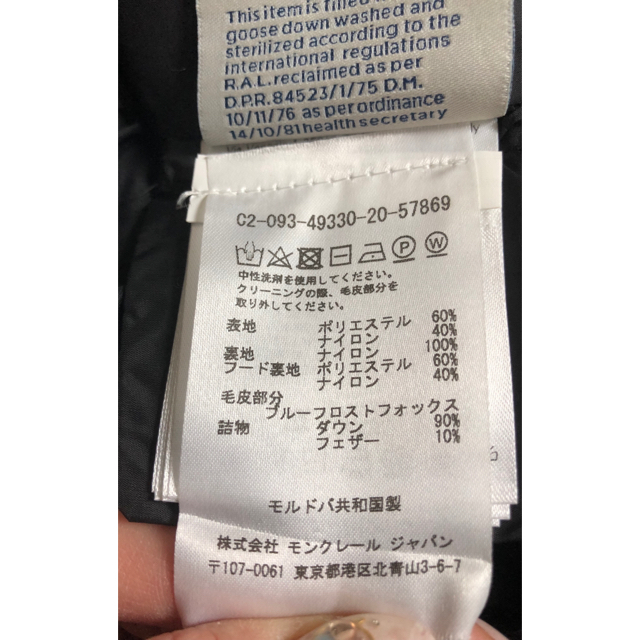 This item is filled
goose down washed and
sterilized according to the
international regulations
R.A.L. reclaimed as per
D.P.R. 84523/1/75 D.M.
10/11/76 as per ordinance
14/10/81 health secretary
C2-093-49330-20-57869
P W
中性洗剤を使用してください。
クリーニングの際、毛皮部分を
取り外してください。
表地 ポリエステル 60%
ナイロン 40%
裏地 ナイロン 100%
フード裏地 ポリエステル 60%
ナイロン 40%
毛皮部分
ブルーフロストフォックス
詰物 ダウン 90%
フェザー 10%
モルドバ共和国製
株式会社 モンクレール ジャパン
〒107-0061 東京都港区北青山3-6-7